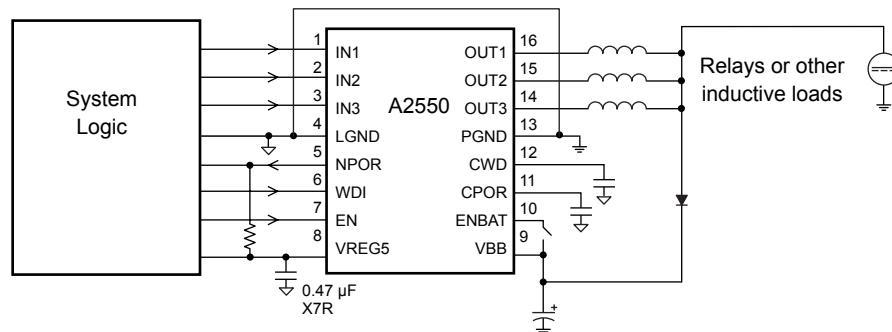 System
Logic
1
2
3
4
5
6
7
8
IN1
IN2
IN3
LGND
NPOR
WDI
EN
VREG5
A2550
OUT1
OUT2
OUT3
PGND
CWD
CPOR
ENBAT
VBB
16
15
14
13
12
11
10
9
Relays or other
inductive loads
0.47 µF
X7R
+